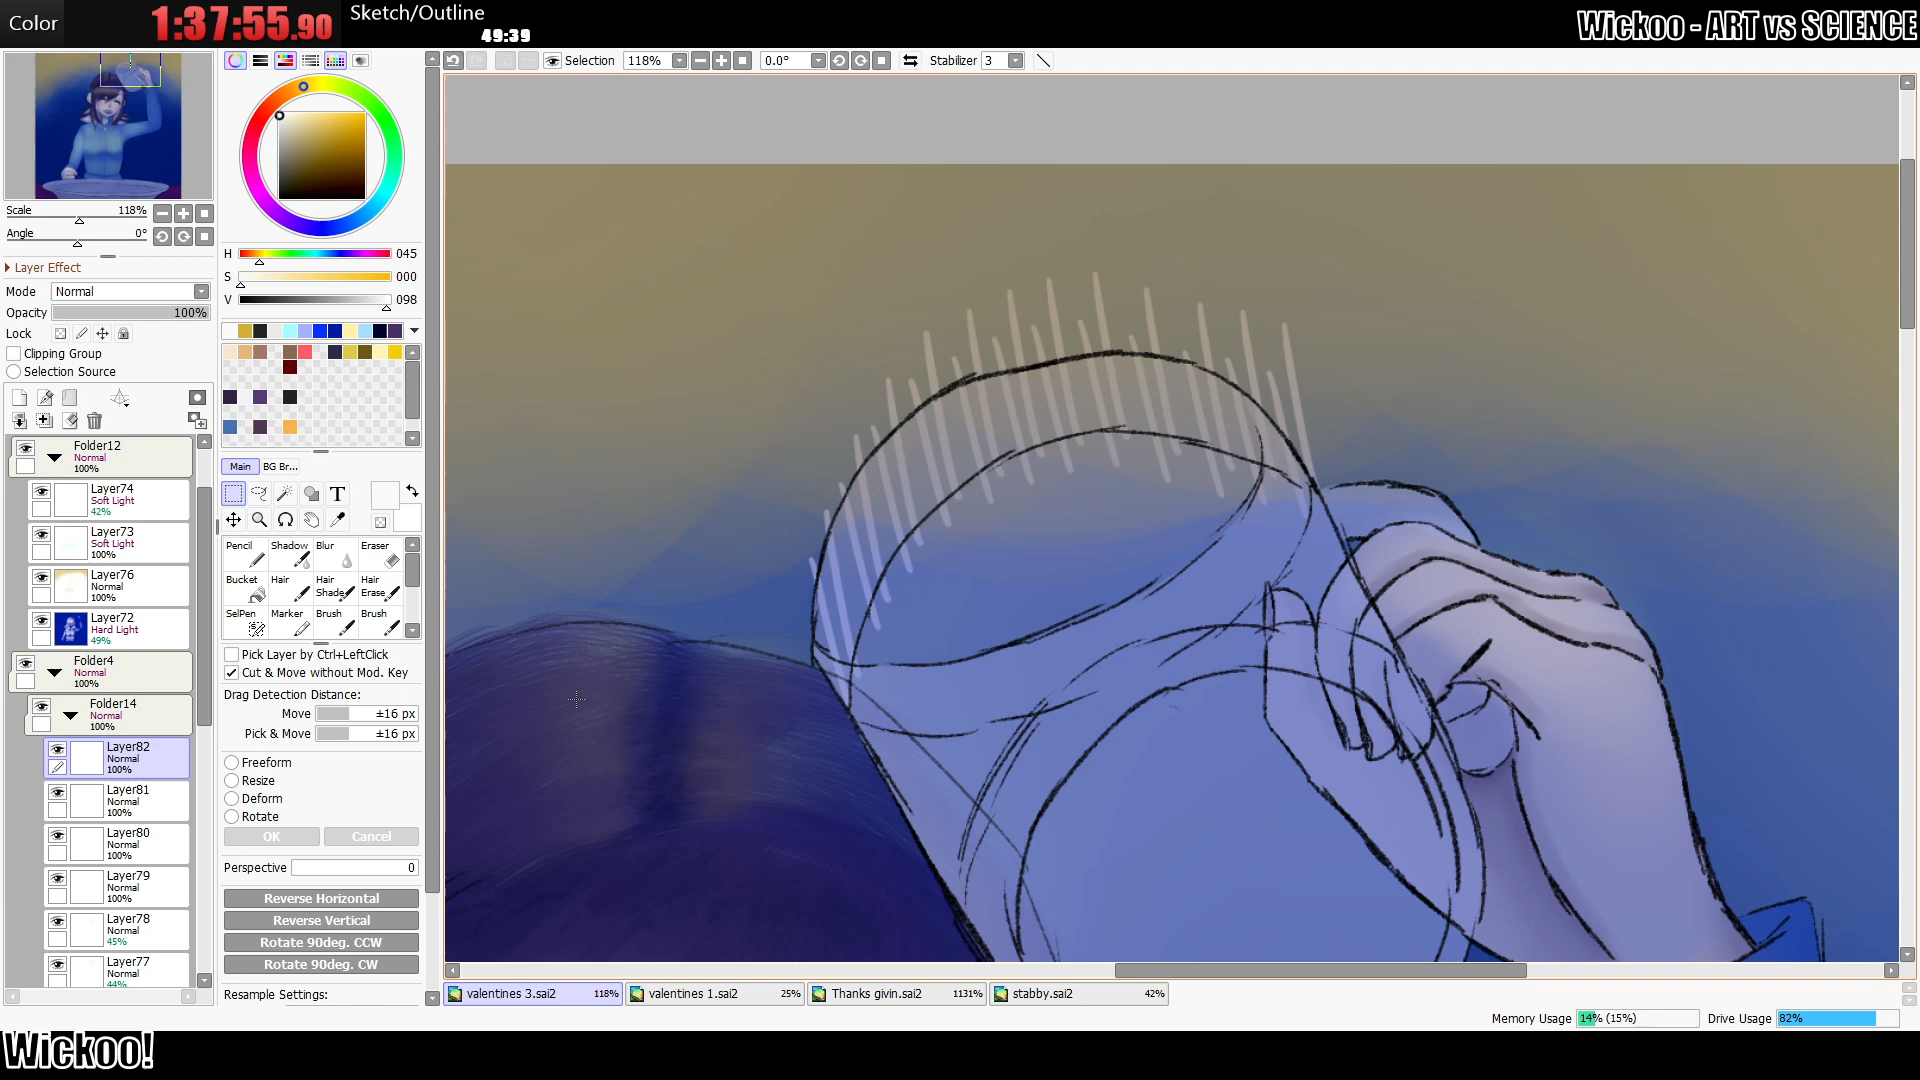 Color
1:37:55.90
Sketch/Outline
49:39
Wickoo - ART vs SCIENCE
Selection
118%
0.0°
Stabilizer 3
Scale 118%
Angle 0°
Layer Effect
Mode Normal
Opacity 100%
Lock
Clipping Group
Selection Source
Folder12
Normal
100%
Layer74
Soft Light
42%
Layer73
Soft Light
100%
Layer76
Normal
100%
Layer72
Hard Light
49%
Folder4
Normal
100%
Folder14
Normal
100%
Layer82
Normal
100%
Layer81
Normal
100%
Layer80
Normal
100%
Layer79
Normal
100%
Layer78
Normal
45%
Layer77
Normal
44%
H 045
S 000
V 098
Main BG Br...
T
Pencil Shadow Blur Eraser
Bucket Hair Hair Shade Hair Erase
SelPen Marker Brush Brush
Pick Layer by Ctrl+LeftClick
Cut & Move without Mod. Key
Drag Detection Distance:
Move ±16 px
Pick & Move ±16 px
Freeform
Resize
Deform
Rotate
OK Cancel
Perspective 0
Reverse Horizontal
Reverse Vertical
Rotate 90deg. CCW
Rotate 90deg. CW
Resample Settings:
valentines 3.sai2 118%
valentines 1.sai2 25%
Thanks givin.sai2 1131%
stabby.sai2 42%
Memory Usage 14% (15%)
Drive Usage 82%
Wickoo!